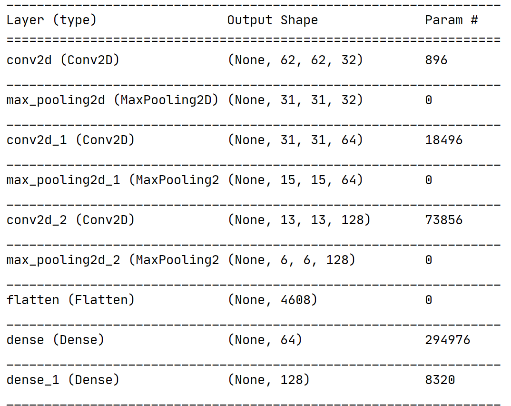 Layer (type) Output Shape Param #
=================================================================
conv2d (Conv2D) (None, 62, 62, 32) 896
_________________________________________________________________
max_pooling2d (MaxPooling2D) (None, 31, 31, 32) 0
_________________________________________________________________
conv2d_1 (Conv2D) (None, 31, 31, 64) 18496
_________________________________________________________________
max_pooling2d_1 (MaxPooling2 (None, 15, 15, 64) 0
_________________________________________________________________
conv2d_2 (Conv2D) (None, 13, 13, 128) 73856
_________________________________________________________________
max_pooling2d_2 (MaxPooling2 (None, 6, 6, 128) 0
_________________________________________________________________
flatten (Flatten) (None, 4608) 0
_________________________________________________________________
dense (Dense) (None, 64) 294976
_________________________________________________________________
dense_1 (Dense) (None, 128) 8320
_________________________________________________________________